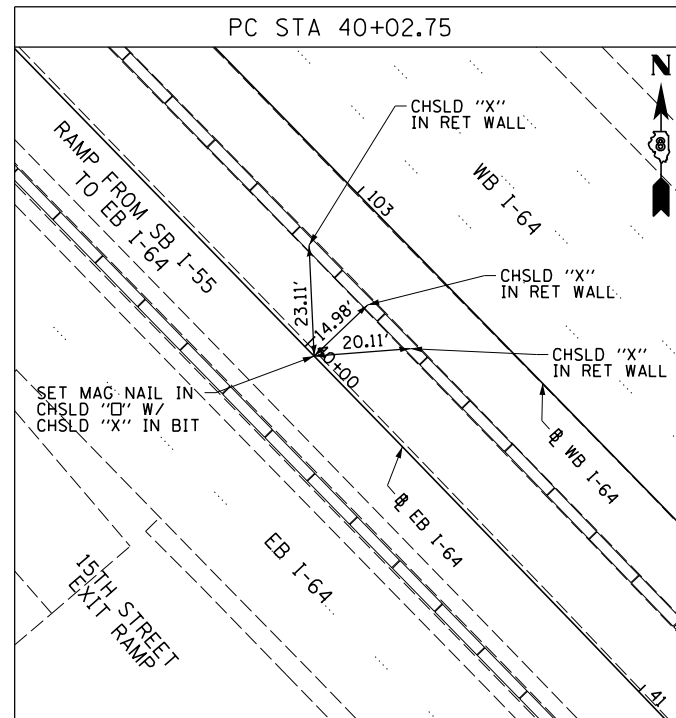 PC STA 40+02.75
N
8
CHSLD "X"
IN RET WALL
RAMP FROM SB I-55
TO EB I-64
WB I-64
103
CHSLD "X"
IN RET WALL
23.11'
14.98'
20.11'
40+00
CHSLD "X"
IN RET WALL
SET MAG NAIL IN
CHSLD "□" W/
CHSLD "X" IN BIT
℄ WB I-64
℄ EB I-64
EB I-64
15TH STREET
EXIT RAMP
41